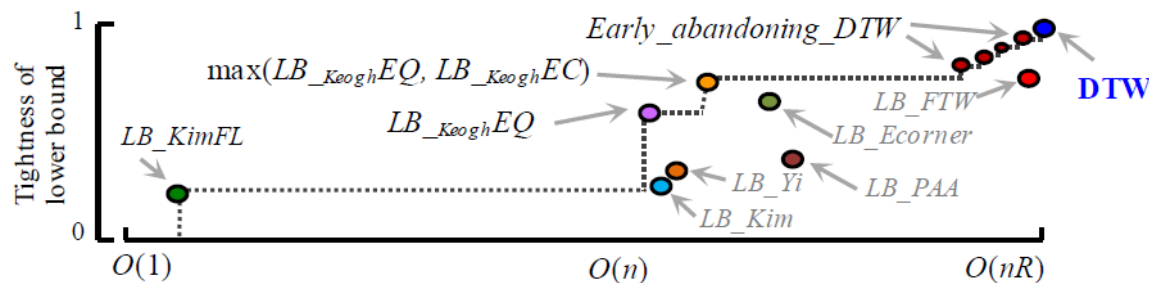 1
Early_abandoning_DTW
max(LB_KeoghEQ, LB_KeoghEC)
DTW
LB_FTW
LB_KeoghEQ
LB_Ecorner
LB_KimFL
Tightness of
lower bound
LB_Yi
LB_PAA
LB_Kim
0
O(1)
O(n)
O(nR)